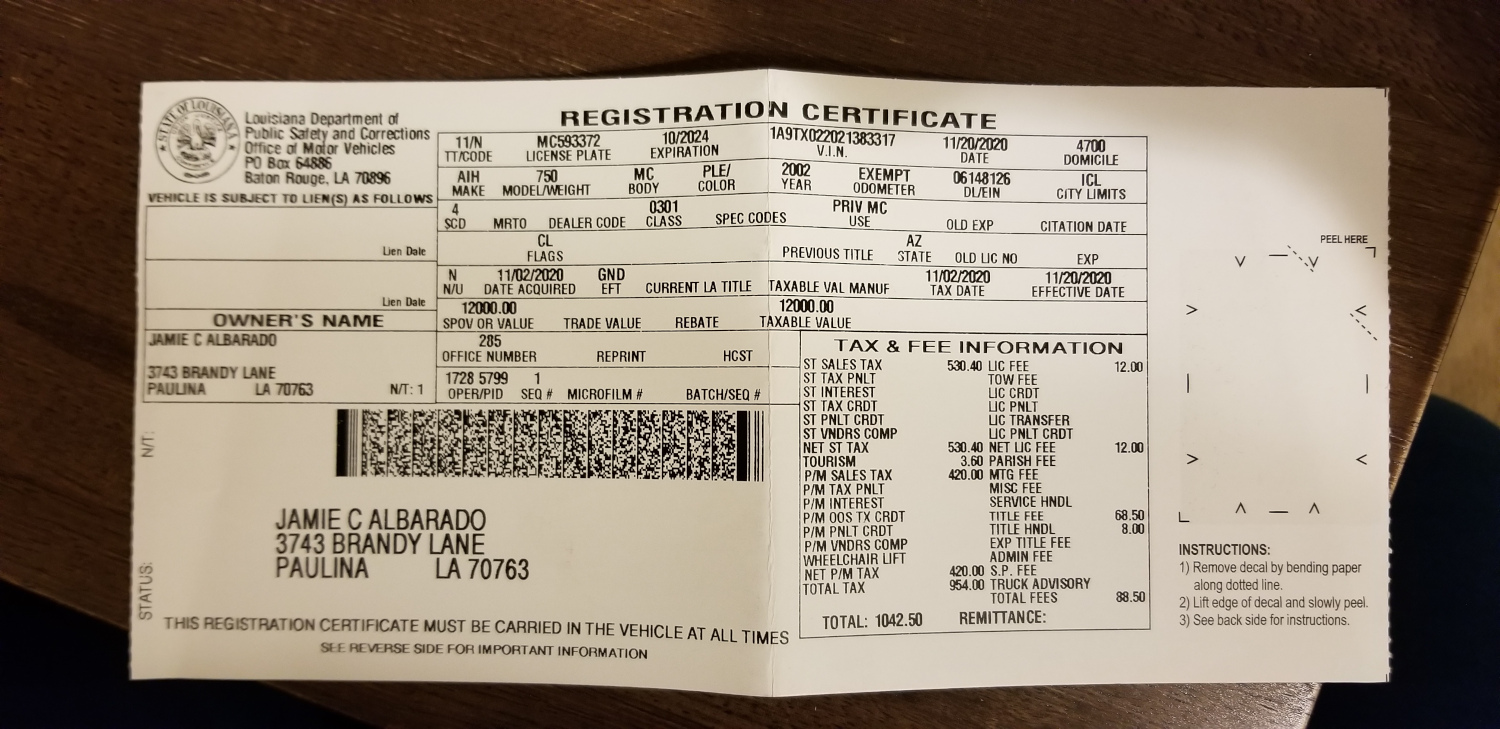 STATE OF LOUISIANA
Louisiana Department of
Public Safety and Corrections
Office of Motor Vehicles
PO Box 64886
Baton Rouge, LA 70896
VEHICLE IS SUBJECT TO LIEN(S) AS FOLLOWS
Lien Date
Lien Date
OWNER'S NAME
JAMIE C ALBARADO
3743 BRANDY LANE
PAULINA LA 70763 N/T: 1
REGISTRATION CERTIFICATE
11/N MC593372 10/2024 1A9TX022021383317 11/20/2020 4700
TT/CODE LICENSE PLATE EXPIRATION V.I.N. DATE DOMICILE
AIH 750 MC PLE/ 2002 EXEMPT 06148126 ICL
MAKE MODEL/WEIGHT BODY COLOR YEAR ODOMETER DL/EIN CITY LIMITS
4 0301 PRIV MC
SCD MRTO DEALER CODE CLASS SPEC CODES USE OLD EXP CITATION DATE
CL AZ
FLAGS PREVIOUS TITLE STATE OLD LIC NO EXP
N 11/02/2020 GND 11/02/2020 11/20/2020
N/U DATE ACQUIRED EFT CURRENT LA TITLE TAXABLE VAL MANUF TAX DATE EFFECTIVE DATE
12000.00 12000.00
SPOV OR VALUE TRADE VALUE REBATE TAXABLE VALUE
285
OFFICE NUMBER REPRINT HCST
1728 5799 1
OPER/PID SEQ # MICROFILM # BATCH/SEQ #
TAX & FEE INFORMATION
ST SALES TAX 530.40 LIC FEE 12.00
ST TAX PNLT TOW FEE
ST INTEREST LIC CRDT
ST TAX CRDT LIC PNLT
ST PNLT CRDT LIC TRANSFER
ST VNDRS COMP LIC PNLT CRDT
NET ST TAX 530.40 NET LIC FEE 12.00
TOURISM 3.60 PARISH FEE
P/M SALES TAX 420.00 MTG FEE
P/M TAX PNLT MISC FEE
P/M INTEREST SERVICE HNDL
P/M OOS TX CRDT TITLE FEE 68.50
P/M PNLT CRDT TITLE HNDL 8.00
P/M VNDRS COMP EXP TITLE FEE
WHEELCHAIR LIFT ADMIN FEE
NET P/M TAX 420.00 S.P. FEE
TOTAL TAX 954.00 TRUCK ADVISORY
TOTAL FEES 88.50
TOTAL: 1042.50 REMITTANCE:
N/T:
STATUS:
JAMIE C ALBARADO
3743 BRANDY LANE
PAULINA LA 70763
THIS REGISTRATION CERTIFICATE MUST BE CARRIED IN THE VEHICLE AT ALL TIMES
SEE REVERSE SIDE FOR IMPORTANT INFORMATION
PEEL HERE
INSTRUCTIONS:
1) Remove decal by bending paper
along dotted line.
2) Lift edge of decal and slowly peel.
3) See back side for instructions.